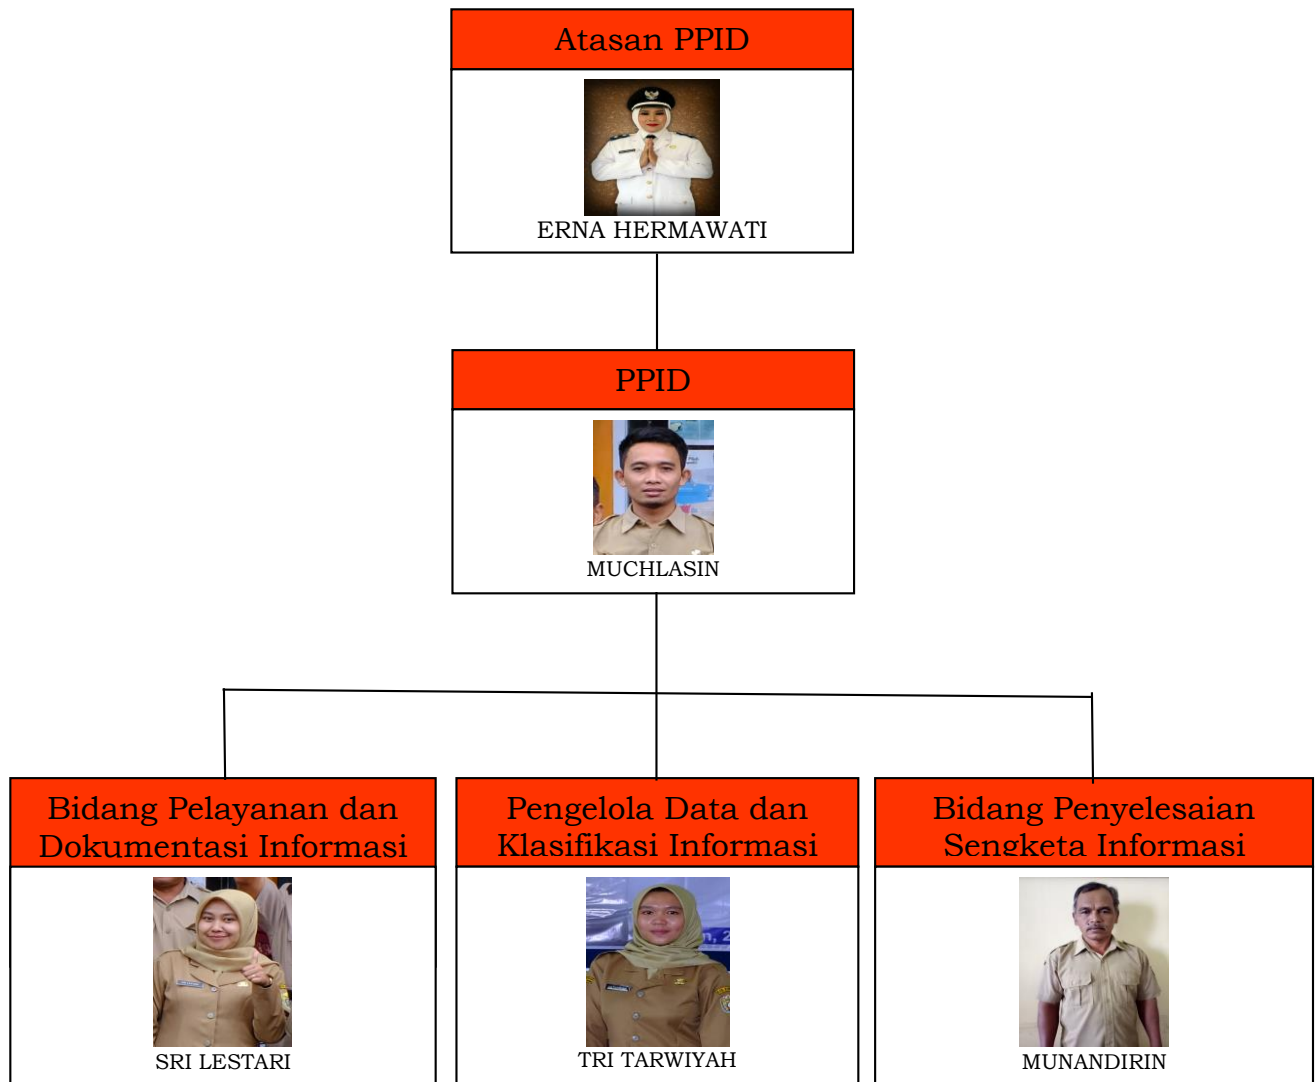 Atasan PPID
ERNA HERMAWATI
PPID
MUCHLASIN
Bidang Pelayanan dan
Dokumentasi Informasi
SRI LESTARI
Pengelola Data dan
Klasifikasi Informasi
TRI TARWIYAH
Bidang Penyelesaian
Sengketa Informasi
MUNANDIRIN